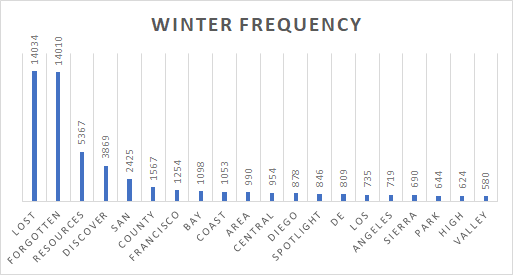 WINTER FREQUENCY
14034
14010
5367
3869
2425
1567
1254
1098
1053
990
954
878
846
809
735
719
690
644
624
580
LOST
FORGOTTEN
RESOURCES
DISCOVER
SAN
COUNTY
FRANCISCO
BAY
COAST
AREA
CENTRAL
DIEGO
SPOTLIGHT
DE
LOS
ANGELES
SIERRA
PARK
HIGH
VALLEY